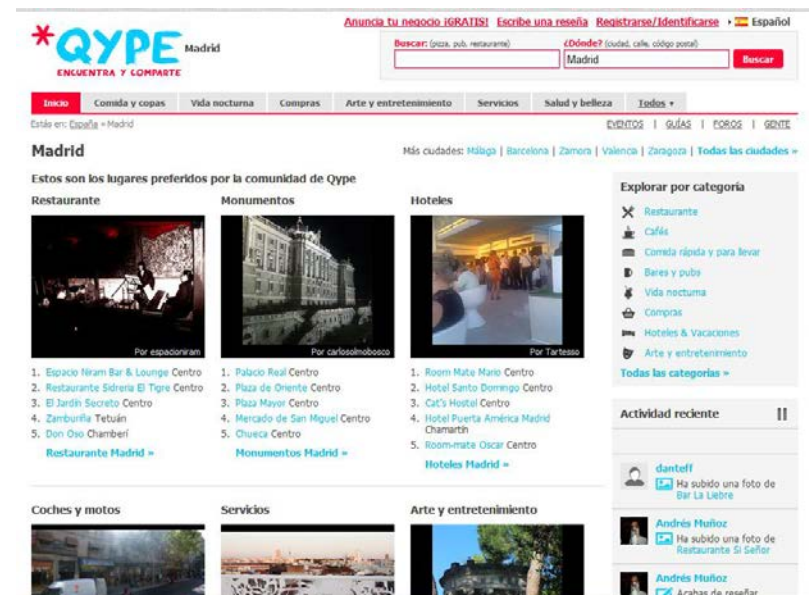 Anuncia tu negocio ¡GRATIS! Escribe una reseña Registrarse/Identificarse Español
*QYPE Madrid
ENCUENTRA Y COMPARTE
Buscar: (pizza, pub, restaurante) ¿Dónde? (ciudad, calle, código postal)
Madrid Buscar
Inicio Comida y copas Vida nocturna Compras Arte y entretenimiento Servicios Salud y belleza Todos
Estás en: España » Madrid EVENTOS | GUÍAS | FOROS | GENTE
Madrid
Más ciudades: Málaga | Barcelona | Zamora | Valencia | Zaragoza | Todas las ciudades »
Estos son los lugares preferidos por la comunidad de Qype
Restaurante
Por espacioniram
1. Espacio Niram Bar & Lounge Centro
2. Restaurante Sidreria El Tigre Centro
3. El Jardín Secreto Centro
4. Zamburiña Tetuán
5. Don Oso Chamberí
Restaurante Madrid »
Monumentos
Por carlosolmobosco
1. Palacio Real Centro
2. Plaza de Oriente Centro
3. Plaza Mayor Centro
4. Mercado de San Miguel Centro
5. Chueca Centro
Monumentos Madrid »
Hoteles
Por Tartesso
1. Room Mate Mario Centro
2. Hotel Santo Domingo Centro
3. Cat's Hostel Centro
4. Hotel Puerta América Madrid
Chamartín
5. Room-mate Oscar Centro
Hoteles Madrid »
Explorar por categoría
Restaurante
Cafés
Comida rápida y para llevar
Bares y pubs
Vida nocturna
Compras
Hoteles & Vacaciones
Arte y entretenimiento
Todas las categorías »
Actividad reciente
danteff
Ha subido una foto de
Bar La Liebre
Andrés Muñoz
Ha subido una foto de
Restaurante Si Señor
Andrés Muñoz
Acabas de reseñar
Coches y motos
Servicios
Arte y entretenimiento